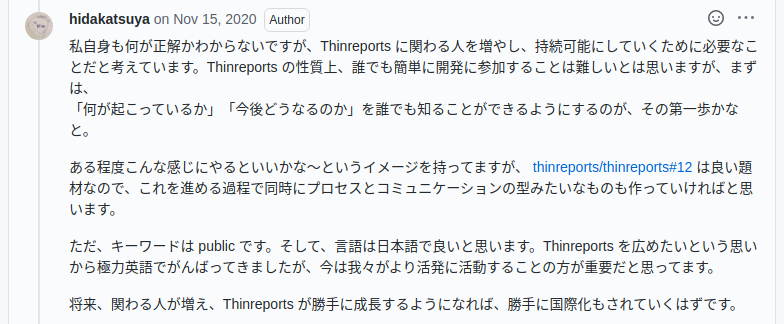 hidakatsuya on Nov 15, 2020 Author
私自身も何が正解かわからないですが、Thinreports に関わる人を増やし、持続可能にしていくために必要なこ
とだと考えています。Thinreports の性質上、誰でも簡単に開発に参加することは難しいとは思いますが、まず
は、
「何が起こっているか」「今後どうなるのか」を誰でも知ることができるようにするのが、その第一歩かな
と。
ある程度こんな感じにやるといいかな〜というイメージを持ってますが、 thinreports/thinreports#12 は良い題
材なので、これを進める過程で同時にプロセスとコミュニケーションの型みたいなものも作っていければと思
います。
ただ、キーワードは public です。そして、言語は日本語で良いと思います。Thinreports を広めたいという思い
から極力英語でがんばってきましたが、今は我々がより活発に活動することの方が重要だと思ってます。
将来、関わる人が増え、Thinreports が勝手に成長するようになれば、勝手に国際化もされていくはずです。